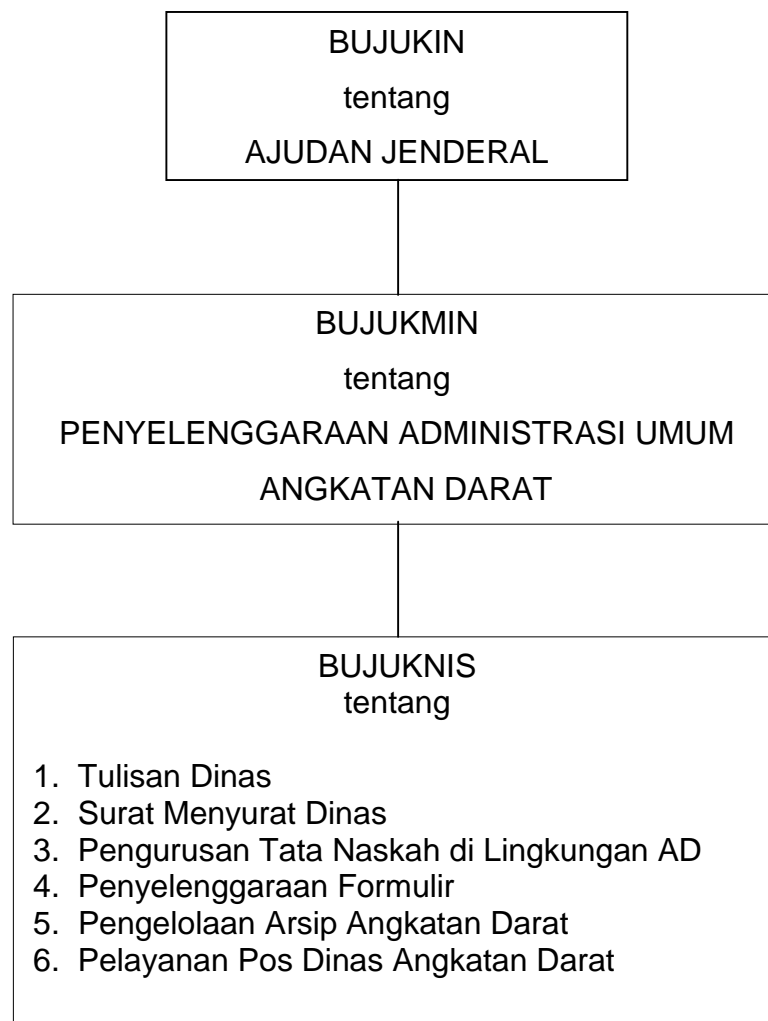 BUJUKIN
tentang
AJUDAN JENDERAL
BUJUKMIN
tentang
PENYELENGGARAAN ADMINISTRASI UMUM
ANGKATAN DARAT
BUJUKNIS
tentang
1. Tulisan Dinas
2. Surat Menyurat Dinas
3. Pengurusan Tata Naskah di Lingkungan AD
4. Penyelenggaraan Formulir
5. Pengelolaan Arsip Angkatan Darat
6. Pelayanan Pos Dinas Angkatan Darat